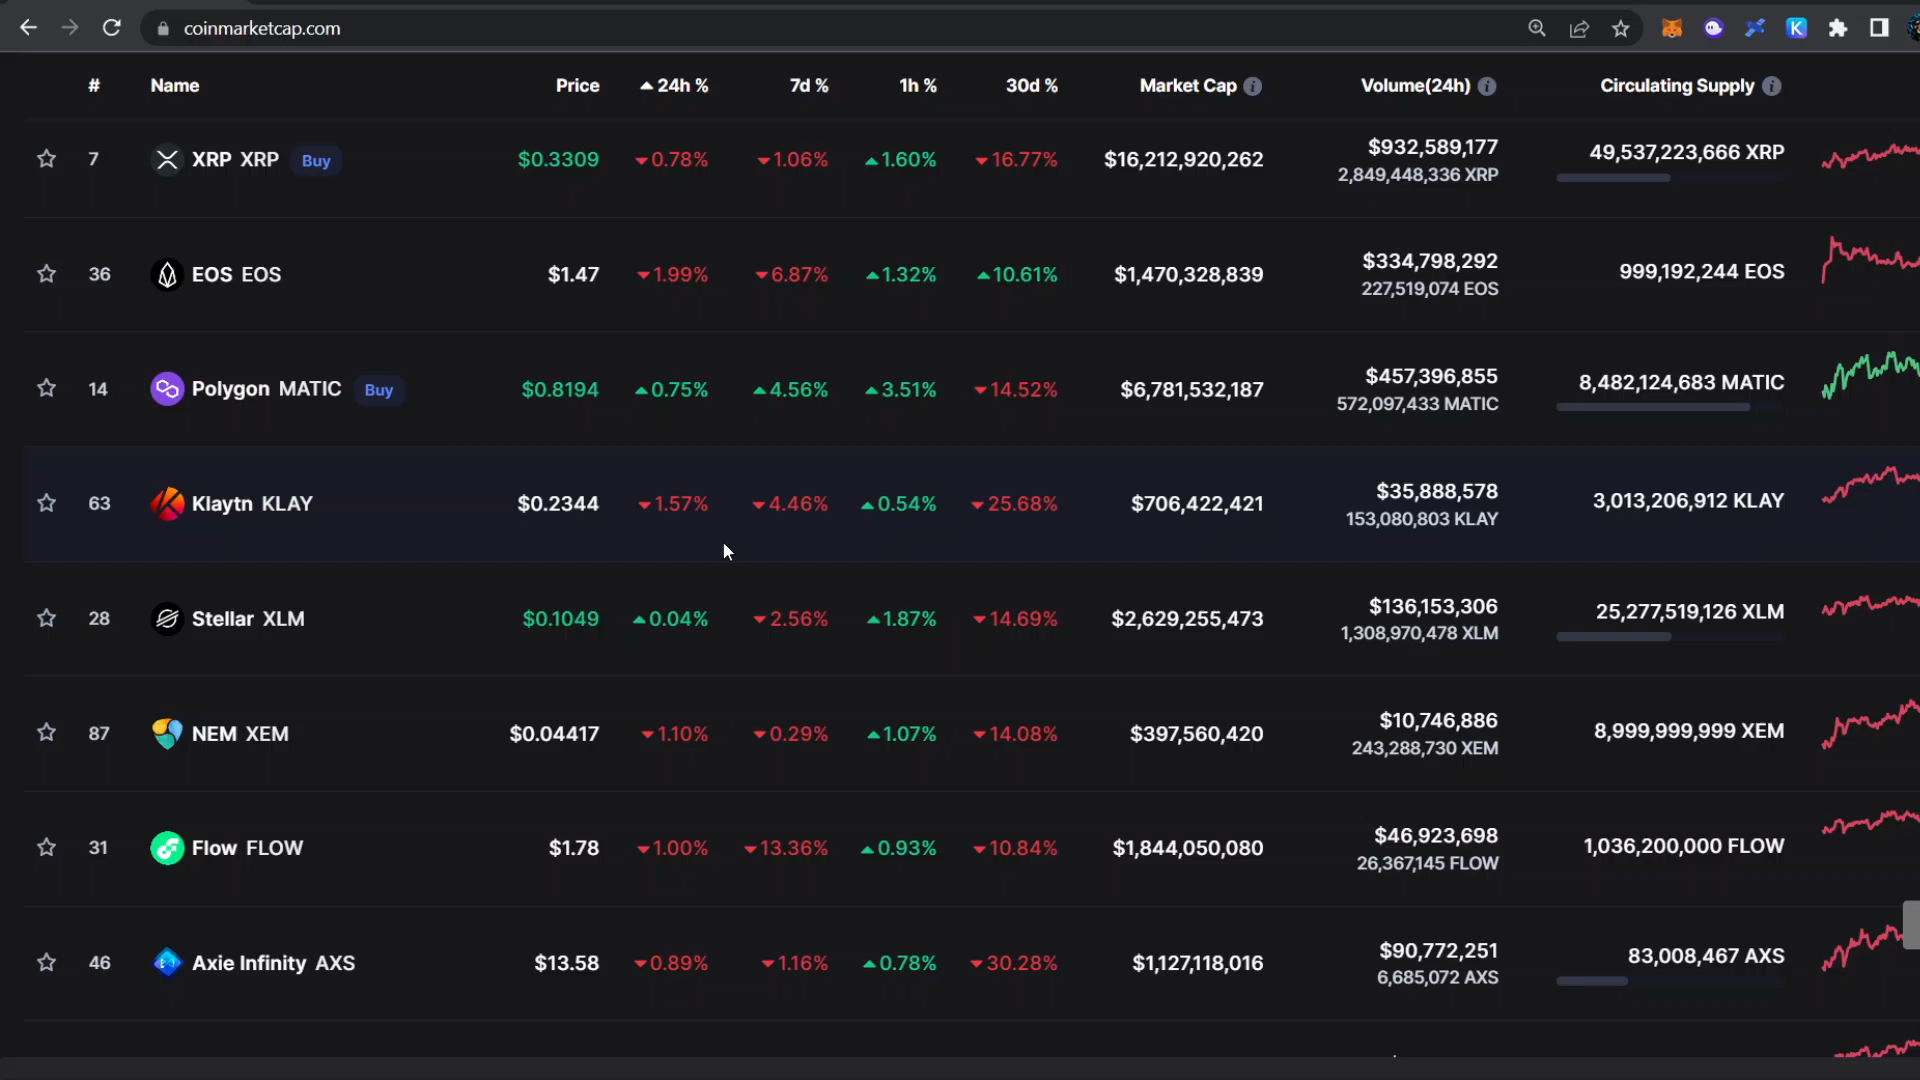 coinmarketcap.com
# Name Price 24h % 7d % 1h % 30d % Market Cap Volume(24h) Circulating Supply
7 XRP XRP Buy $0.3309 0.78% 1.06% 1.60% 16.77% $16,212,920,262 $932,589,177 49,537,223,666 XRP
2,849,448,336 XRP
36 EOS EOS $1.47 1.99% 6.87% 1.32% 10.61% $1,470,328,839 $334,798,292 999,192,244 EOS
227,519,074 EOS
14 Polygon MATIC Buy $0.8194 0.75% 4.56% 3.51% 14.52% $6,781,532,187 $457,396,855 8,482,124,683 MATIC
572,097,433 MATIC
63 Klaytn KLAY $0.2344 1.57% 4.46% 0.54% 25.68% $706,422,421 $35,888,578 3,013,206,912 KLAY
153,080,803 KLAY
28 Stellar XLM $0.1049 0.04% 2.56% 1.87% 14.69% $2,629,255,473 $136,153,306 25,277,519,126 XLM
1,308,970,478 XLM
87 NEM XEM $0.04417 1.10% 0.29% 1.07% 14.08% $397,560,420 $10,746,886 8,999,999,999 XEM
243,288,730 XEM
31 Flow FLOW $1.78 1.00% 13.36% 0.93% 10.84% $1,844,050,080 $46,923,698 1,036,200,000 FLOW
26,367,145 FLOW
46 Axie Infinity AXS $13.58 0.89% 1.16% 0.78% 30.28% $1,127,118,016 $90,772,251 83,008,467 AXS
6,685,072 AXS